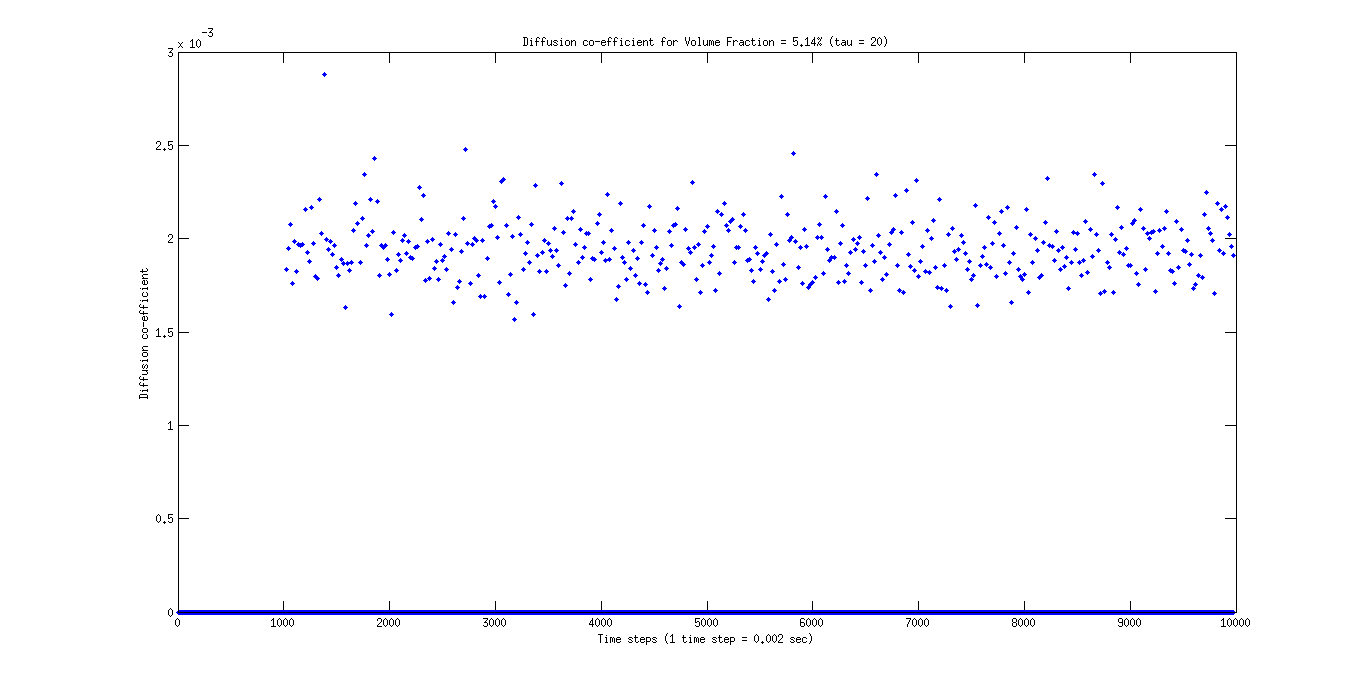 x 10^-3
Diffusion co-efficient for Volume Fraction = 5.14% (tau = 20)
3
2.5
2
1.5
1
0.5
0
Diffusion co-efficient
0 1000 2000 3000 4000 5000 6000 7000 8000 9000 10000
Time steps (1 time step = 0.002 sec)